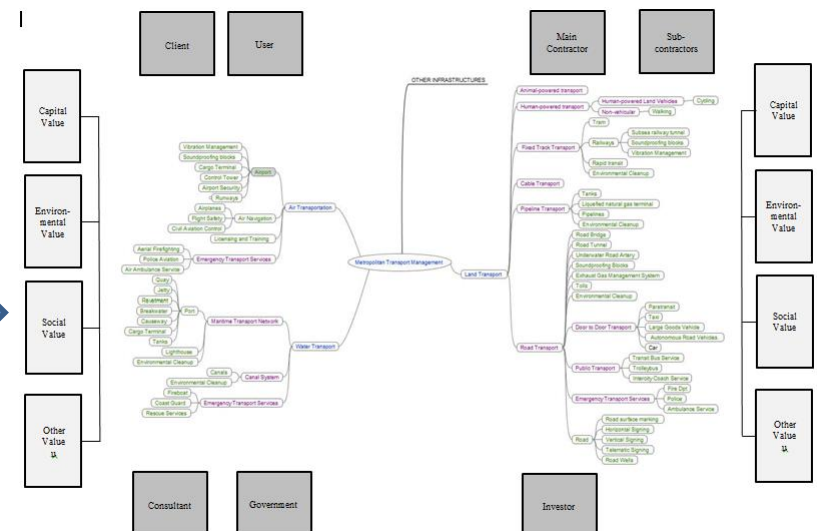 Client
User
Main
Contractor
Sub-
contractors
Capital
Value
Environ-
mental
Value
Social
Value
Other
Value
u
OTHER INFRASTRUCTURES
Metropolitan Transport Management
Air Transportation
Airport
Vibration Management
Soundproofing blocks
Cargo Terminal
Control Tower
Airport Security
Runways
Air Navigation
Airplanes
Flight Safety
Civil Aviation Control
Licensing and Training
Emergency Transport Services
Aerial Firefighting
Police Aviation
Air Ambulance Service
Water Transport
Maritime Transport Network
Port
Quay
Jetty
Revetment
Breakwater
Causeway
Cargo Terminal
Tanks
Lighthouse
Environmental Cleanup
Canal System
Canals
Environmental Cleanup
Emergency Transport Services
Fireboat
Coast Guard
Rescue Services
Land Transport
Animal-powered transport
Human-powered transport
Human-powered Land Vehicles
Cycling
Non-vehicular
Walking
Fixed Track Transport
Tram
Railways
Subsea railway tunnel
Soundproofing blocks
Vibration Management
Rapid transit
Environmental Cleanup
Cable Transport
Pipeline Transport
Tanks
Liquefied natural gas terminal
Pipelines
Environmental Cleanup
Road Transport
Road Bridge
Road Tunnel
Underwater Road Artery
Soundproofing Blocks
Exhaust Gas Management System
Tolls
Environmental Cleanup
Door to Door Transport
Paratransit
Taxi
Large Goods Vehicle
Autonomous Road Vehicles
Car
Public Transport
Transit Bus Service
Trolleybus
Intercity Coach Service
Emergency Transport Services
Fire Dpt.
Police
Ambulance Service
Road
Road surface marking
Horizontal Signing
Vertical Signing
Telematic Signing
Road Walls
Capital
Value
Environ-
mental
Value
Social
Value
Other
Value
u
Consultant
Government
Investor